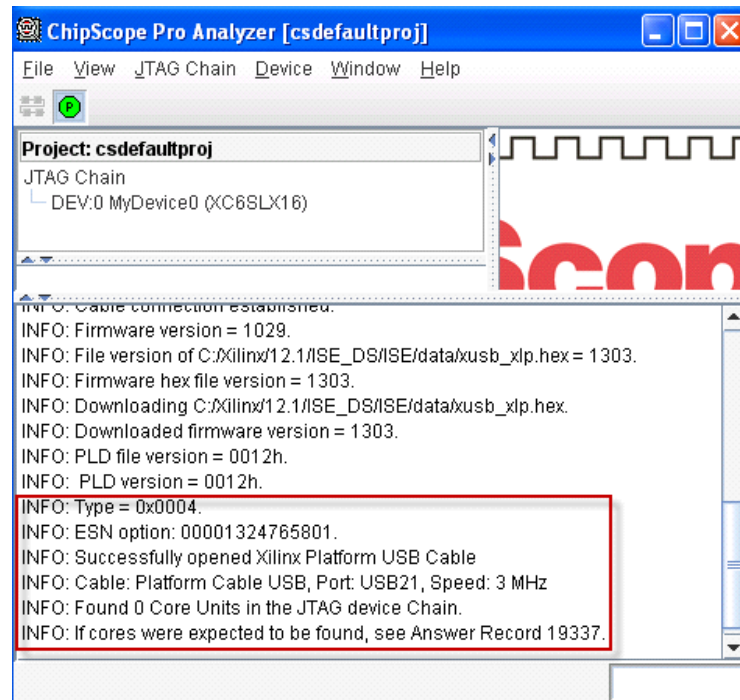 ChipScope Pro Analyzer [csdefaultproj]
File View JTAG Chain Device Window Help
P
Project: csdefaultproj
JTAG Chain
DEV:0 MyDevice0 (XC6SLX16)
Scop
INFO: Cable connection established.
INFO: Firmware version = 1029.
INFO: File version of C:/Xilinx/12.1/ISE_DS/ISE/data/xusb_xlp.hex = 1303.
INFO: Firmware hex file version = 1303.
INFO: Downloading C:/Xilinx/12.1/ISE_DS/ISE/data/xusb_xlp.hex.
INFO: Downloaded firmware version = 1303.
INFO: PLD file version = 0012h.
INFO:  PLD version = 0012h.
INFO: Type = 0x0004.
INFO: ESN option: 00001324765801.
INFO: Successfully opened Xilinx Platform USB Cable
INFO: Cable: Platform Cable USB, Port: USB21, Speed: 3 MHz
INFO: Found 0 Core Units in the JTAG device Chain.
INFO: If cores were expected to be found, see Answer Record 19337.